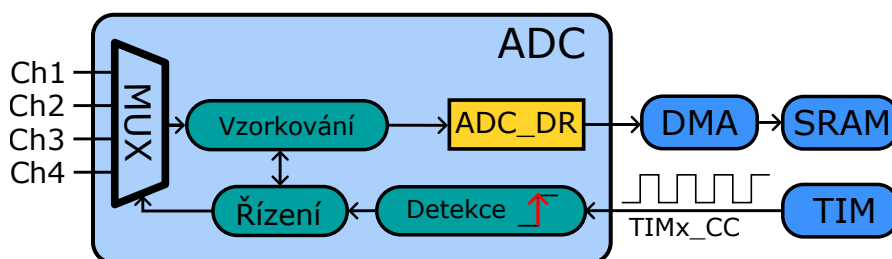 ADC
Ch1
Ch2
Ch3
Ch4
MUX
Vzorkování
ADC_DR
DMA
SRAM
Řízení
Detekce
TIMx_CC
TIM